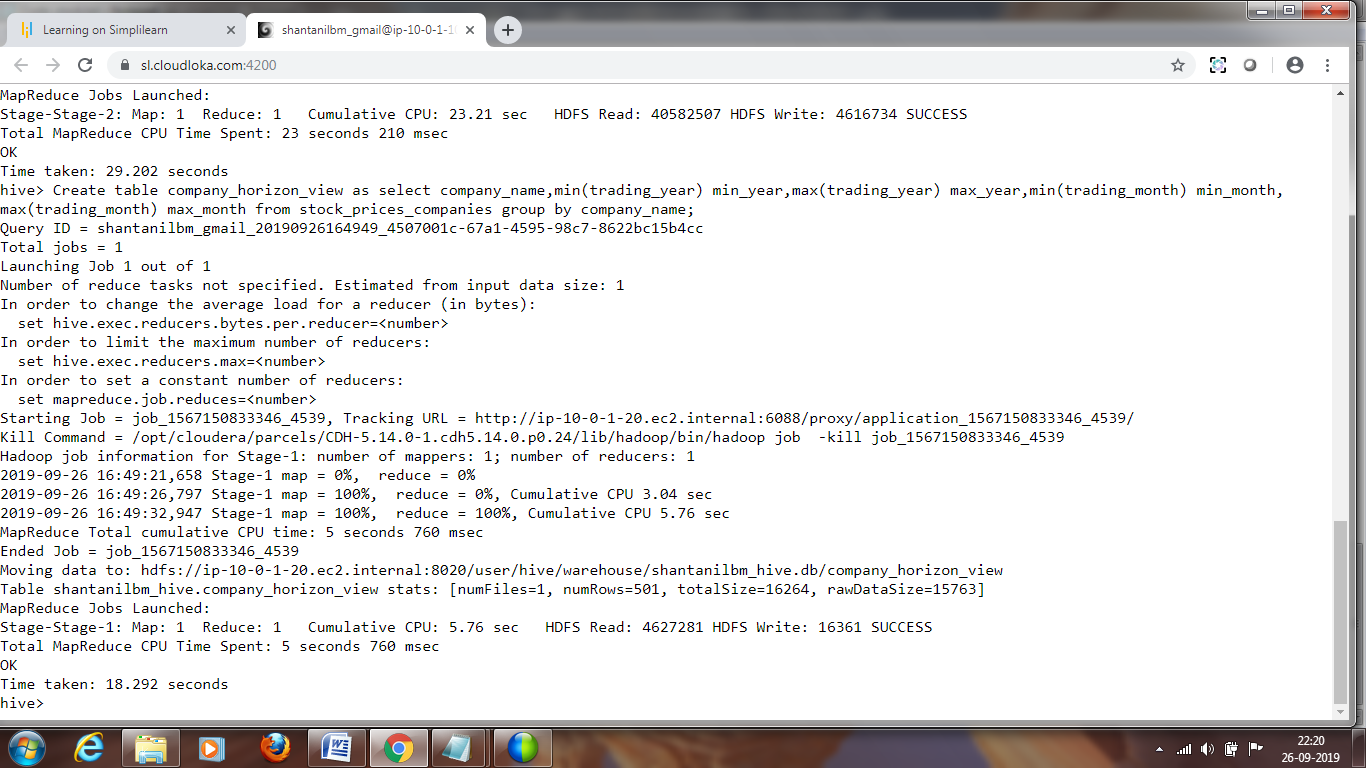 Learning on Simplilearn
shantanilbm_gmail@ip-10-0-1-10
sl.cloudloka.com:4200
MapReduce Jobs Launched:
Stage-Stage-2: Map: 1  Reduce: 1   Cumulative CPU: 23.21 sec   HDFS Read: 40582507 HDFS Write: 4616734 SUCCESS
Total MapReduce CPU Time Spent: 23 seconds 210 msec
OK
Time taken: 29.202 seconds
hive> Create table company_horizon_view as select company_name,min(trading_year) min_year,max(trading_year) max_year,min(trading_month) min_month,
max(trading_month) max_month from stock_prices_companies group by company_name;
Query ID = shantanilbm_gmail_20190926164949_4507001c-67a1-4595-98c7-8622bc15b4cc
Total jobs = 1
Launching Job 1 out of 1
Number of reduce tasks not specified. Estimated from input data size: 1
In order to change the average load for a reducer (in bytes):
  set hive.exec.reducers.bytes.per.reducer=<number>
In order to limit the maximum number of reducers:
  set hive.exec.reducers.max=<number>
In order to set a constant number of reducers:
  set mapreduce.job.reduces=<number>
Starting Job = job_1567150833346_4539, Tracking URL = http://ip-10-0-1-20.ec2.internal:6088/proxy/application_1567150833346_4539/
Kill Command = /opt/cloudera/parcels/CDH-5.14.0-1.cdh5.14.0.p0.24/lib/hadoop/bin/hadoop job  -kill job_1567150833346_4539
Hadoop job information for Stage-1: number of mappers: 1; number of reducers: 1
2019-09-26 16:49:21,658 Stage-1 map = 0%,  reduce = 0%
2019-09-26 16:49:26,797 Stage-1 map = 100%,  reduce = 0%, Cumulative CPU 3.04 sec
2019-09-26 16:49:32,947 Stage-1 map = 100%,  reduce = 100%, Cumulative CPU 5.76 sec
MapReduce Total cumulative CPU time: 5 seconds 760 msec
Ended Job = job_1567150833346_4539
Moving data to: hdfs://ip-10-0-1-20.ec2.internal:8020/user/hive/warehouse/shantanilbm_hive.db/company_horizon_view
Table shantanilbm_hive.company_horizon_view stats: [numFiles=1, numRows=501, totalSize=16264, rawDataSize=15763]
MapReduce Jobs Launched:
Stage-Stage-1: Map: 1  Reduce: 1   Cumulative CPU: 5.76 sec   HDFS Read: 4627281 HDFS Write: 16361 SUCCESS
Total MapReduce CPU Time Spent: 5 seconds 760 msec
OK
Time taken: 18.292 seconds
hive>
22:20
26-09-2019